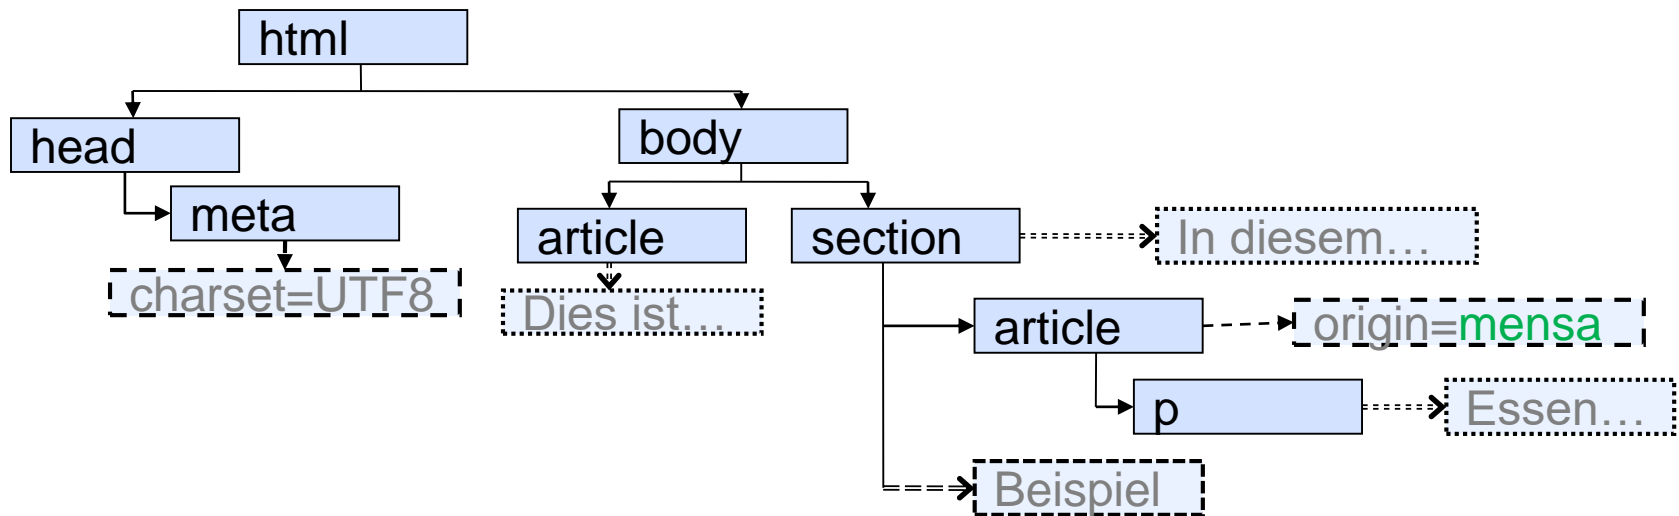 html
head
body
meta
article
section
In diesem…
charset=UTF8
Dies ist…
article
origin=mensa
p
Essen…
Beispiel